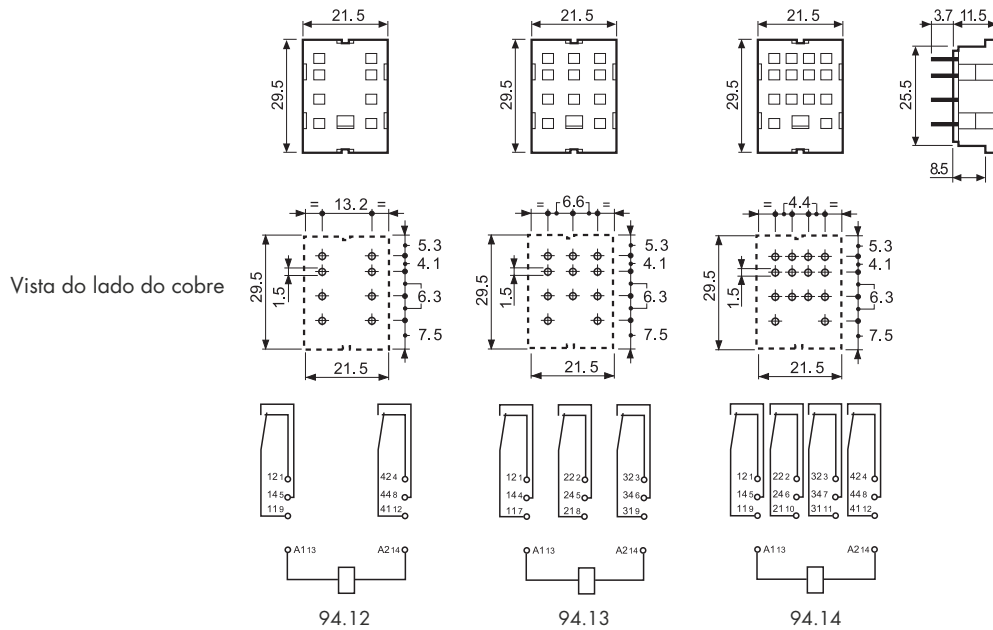 21.5 21.5 21.5 3.7 11.5
29.5 29.5 29.5 25.5
8.5
= 13.2 = = 6.6 = = 4.4 =
5.3 5.3 5.3
4.1 4.1 4.1
Vista do lado do cobre 29.5 1.5 6.3 29.5 1.5 6.3 29.5 1.5 6.3
7.5 7.5 7.5
21.5 21.5 21.5
12 1 42 4 12 1 22 2 32 3 12 1 22 2 32 3 42 4
14 5 44 8 14 4 24 5 34 6 14 5 24 6 34 7 44 8
11 9 41 12 11 7 21 8 31 9 11 9 21 10 31 11 41 12
A1 13 A2 14 A1 13 A2 14 A1 13 A2 14
94.12 94.13 94.14